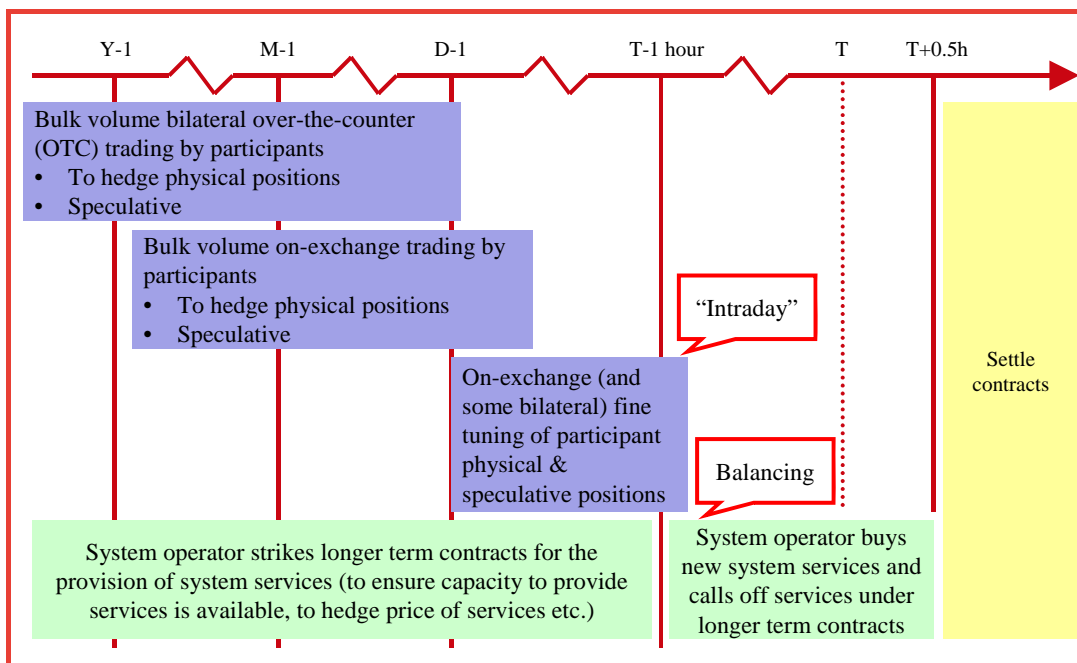 Y-1 M-1 D-1 T-1 hour T T+0.5h
Bulk volume bilateral over-the-counter
(OTC) trading by participants
• To hedge physical positions
• Speculative
Bulk volume on-exchange trading by
participants
• To hedge physical positions
• Speculative
“Intraday”
On-exchange (and
some bilateral) fine
tuning of participant
physical &
speculative positions
Settle
contracts
Balancing
System operator strikes longer term contracts for the
provision of system services (to ensure capacity to provide
services is available, to hedge price of services etc.)
System operator buys
new system services and
calls off services under
longer term contracts